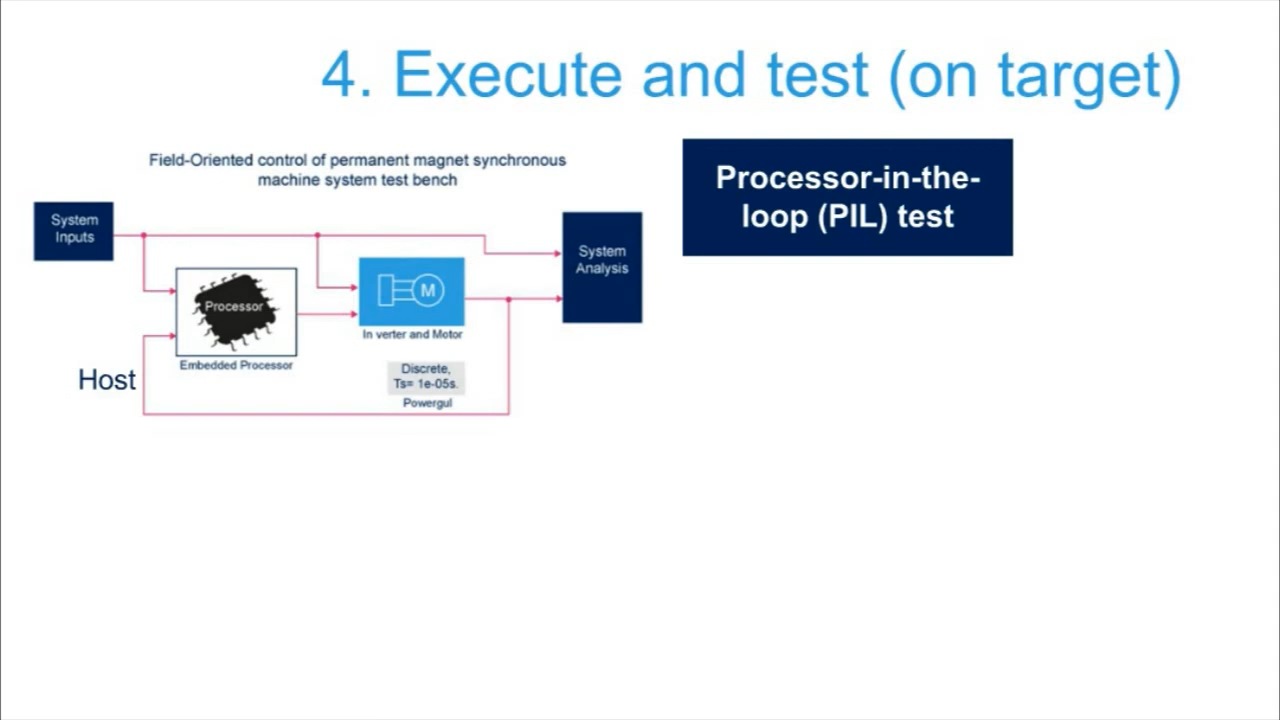 4. Execute and test (on target)
Field-Oriented control of permanent magnet synchronous
machine system test bench
Processor-in-the-
loop (PIL) test
System
Inputs
System
Analysis
Processor
M
In verter and Motor
Embedded Processor
Host
Discrete,
Ts= 1e-05s.
Powergul